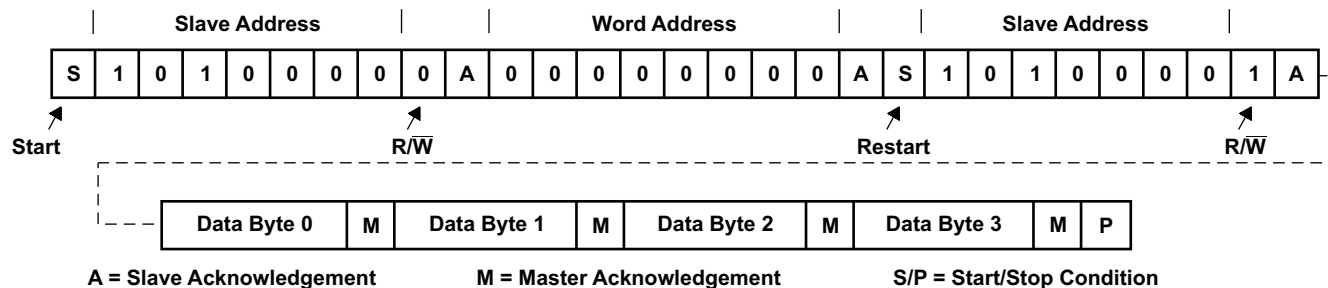 Slave Address Word Address Slave Address
S 1 0 1 0 0 0 0 0 A 0 0 0 0 0 0 0 0 A S 1 0 1 0 0 0 0 1 A
Start R/W̅ Restart R/W̅
Data Byte 0 M Data Byte 1 M Data Byte 2 M Data Byte 3 M P
A = Slave Acknowledgement M = Master Acknowledgement S/P = Start/Stop Condition